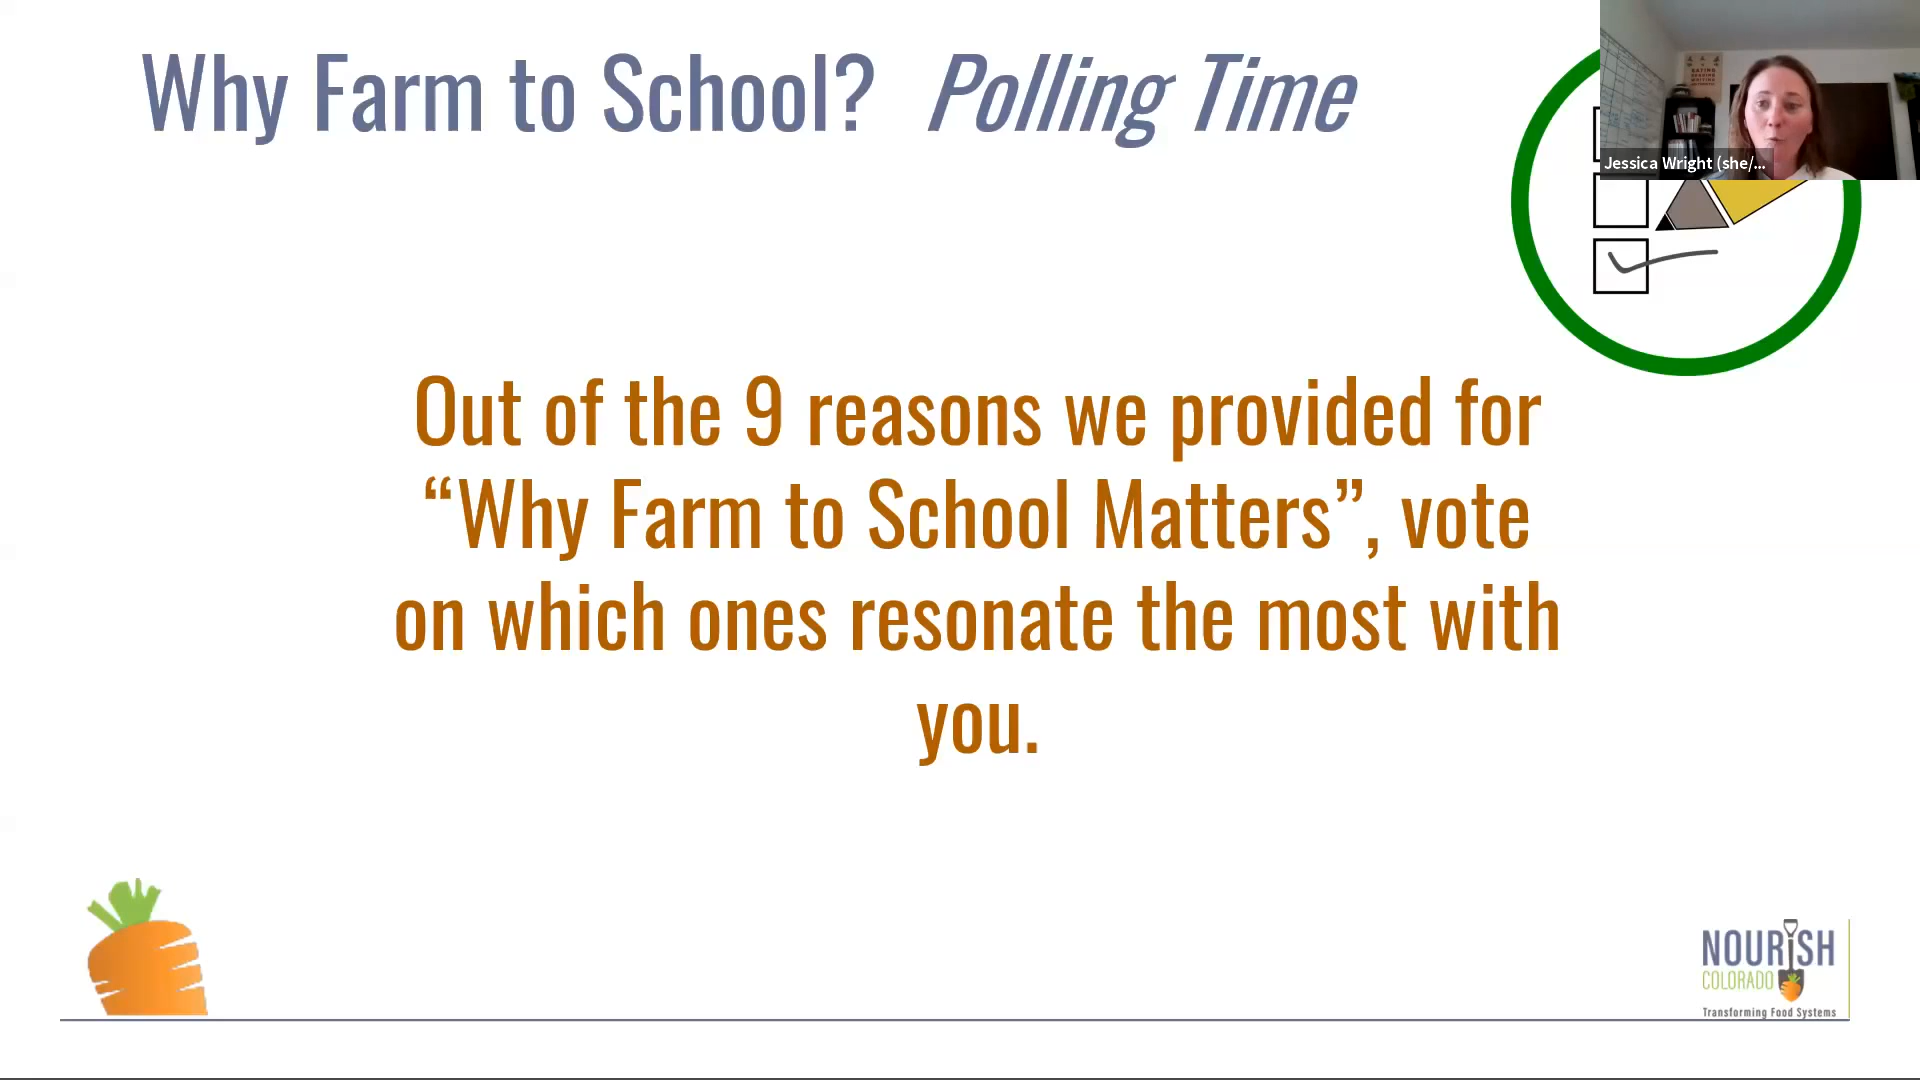 Why Farm to School? Polling Time
Jessica Wright (she/...
Out of the 9 reasons we provided for
“Why Farm to School Matters”, vote
on which ones resonate the most with
you.
NOURISH
COLORADO
Transforming Food Systems